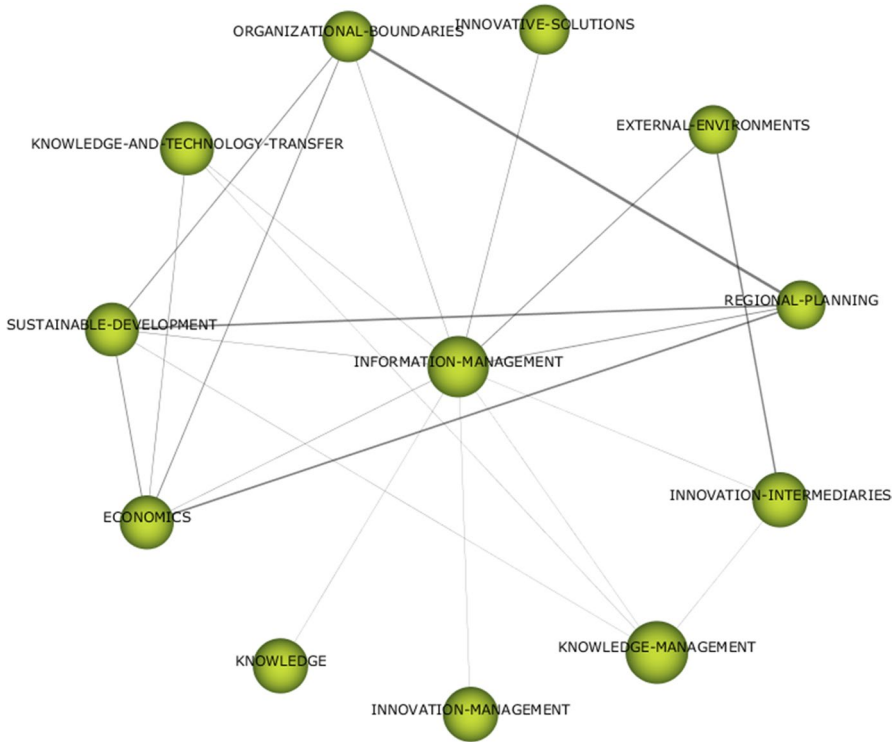 ORGANIZATIONAL-BOUNDARIES
INNOVATIVE-SOLUTIONS
EXTERNAL-ENVIRONMENTS
KNOWLEDGE-AND-TECHNOLOGY-TRANSFER
REGIONAL-PLANNING
SUSTAINABLE-DEVELOPMENT
INFORMATION-MANAGEMENT
INNOVATION-INTERMEDIARIES
ECONOMICS
KNOWLEDGE-MANAGEMENT
KNOWLEDGE
INNOVATION-MANAGEMENT